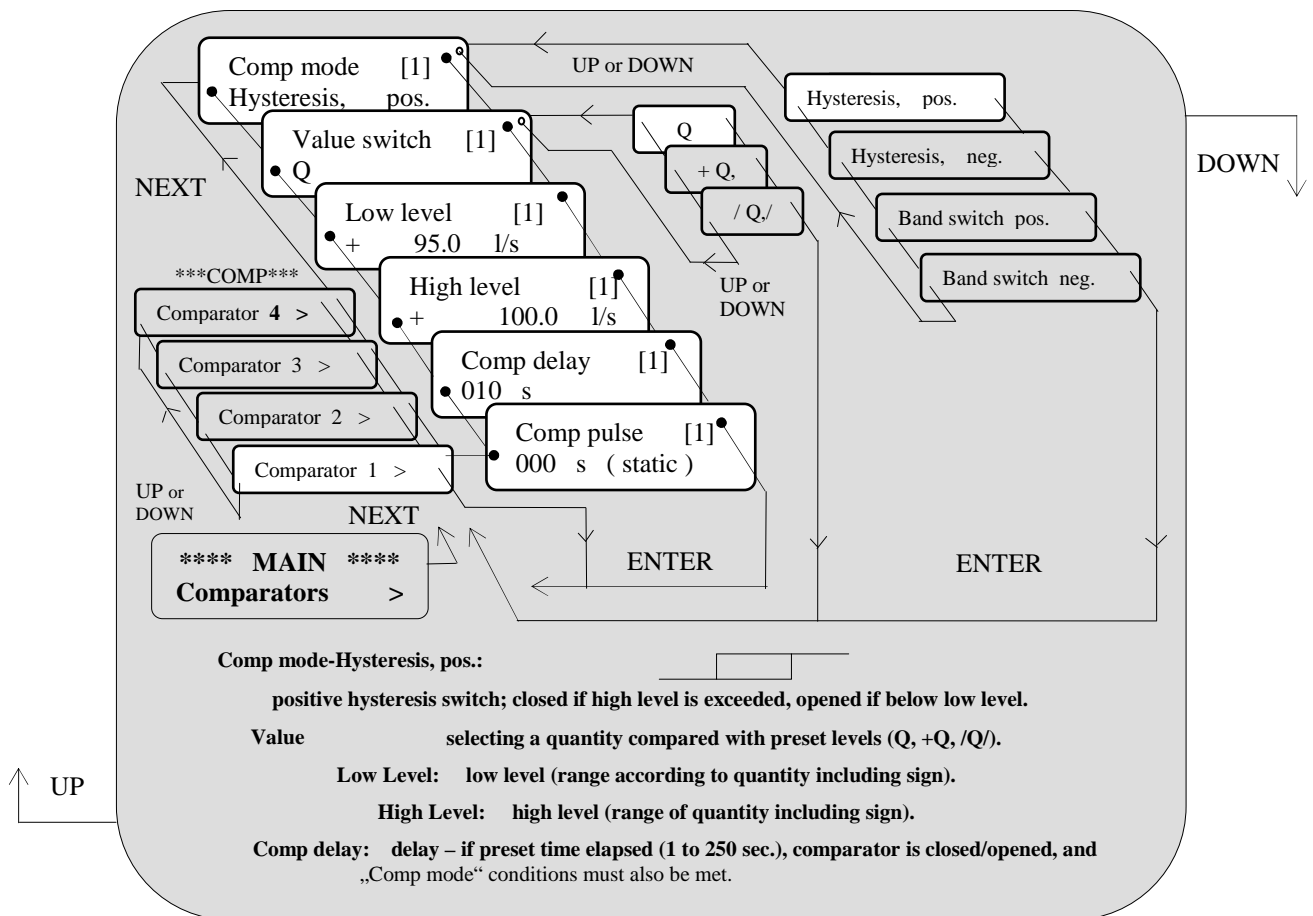 Comp mode [1]
Hysteresis, pos.
Value switch [1]
Q
Low level [1]
+ 95.0 l/s
High level [1]
+ 100.0 l/s
Comp delay [1]
010 s
Comp pulse [1]
000 s ( static )
UP or DOWN
Q
+ Q,
/ Q,/
UP or
DOWN
Hysteresis, pos.
Hysteresis, neg.
Band switch pos.
Band switch neg.
DOWN
NEXT
***COMP***
Comparator 4 >
Comparator 3 >
Comparator 2 >
Comparator 1 >
UP or
DOWN
NEXT
**** MAIN ****
Comparators >
ENTER
ENTER
Comp mode-Hysteresis, pos.:
positive hysteresis switch; closed if high level is exceeded, opened if below low level.
Value selecting a quantity compared with preset levels (Q, +Q, /Q/).
Low Level: low level (range according to quantity including sign).
UP
High Level: high level (range of quantity including sign).
Comp delay: delay – if preset time elapsed (1 to 250 sec.), comparator is closed/opened, and
„Comp mode“ conditions must also be met.